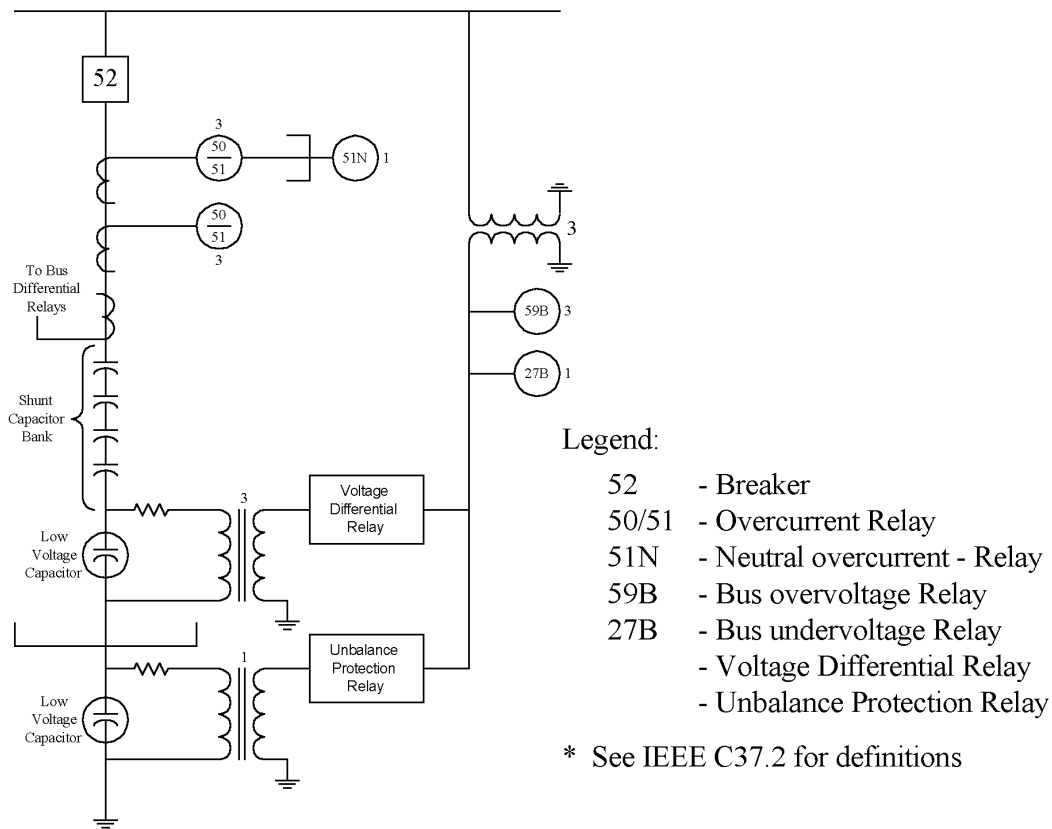 52
3
50
51
51N 1
50
51
3
To Bus
Differential
Relays
3
59B 3
27B 1
Shunt
Capacitor
Bank
3
Voltage
Differential
Relay
Low
Voltage
Capacitor
1
Unbalance
Protection
Relay
Low
Voltage
Capacitor
Legend:
52 - Breaker
50/51 - Overcurrent Relay
51N - Neutral overcurrent - Relay
59B - Bus overvoltage Relay
27B - Bus undervoltage Relay
- Voltage Differential Relay
- Unbalance Protection Relay
* See IEEE C37.2 for definitions